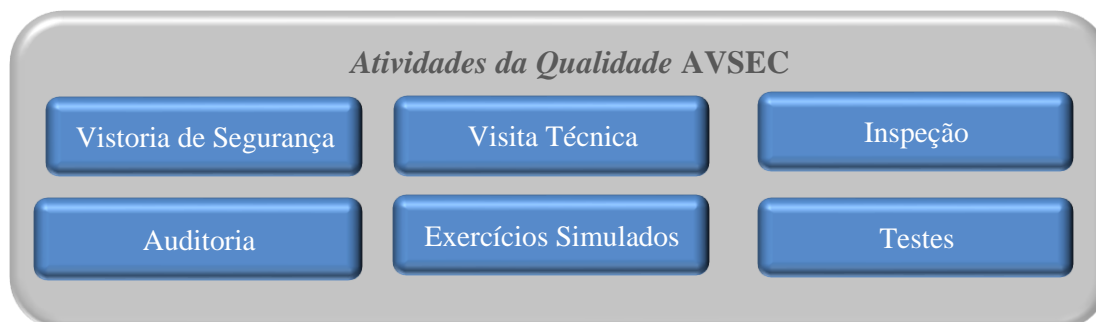 Atividades da Qualidade AVSEC
Vistoria de Segurança
Visita Técnica
Inspeção
Auditoria
Exercícios Simulados
Testes